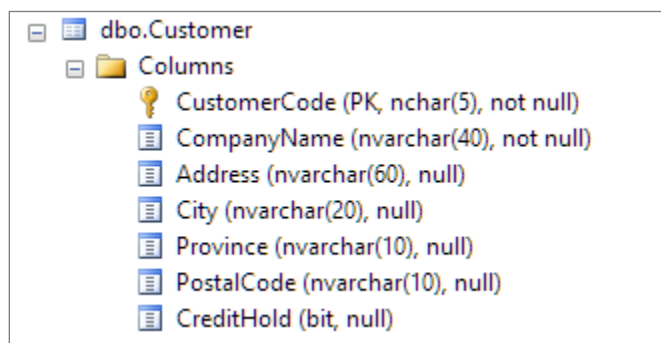 dbo.Customer
Columns
CustomerCode (PK, nchar(5), not null)
CompanyName (nvarchar(40), not null)
Address (nvarchar(60), null)
City (nvarchar(20), null)
Province (nvarchar(10), null)
PostalCode (nvarchar(10), null)
CreditHold (bit, null)